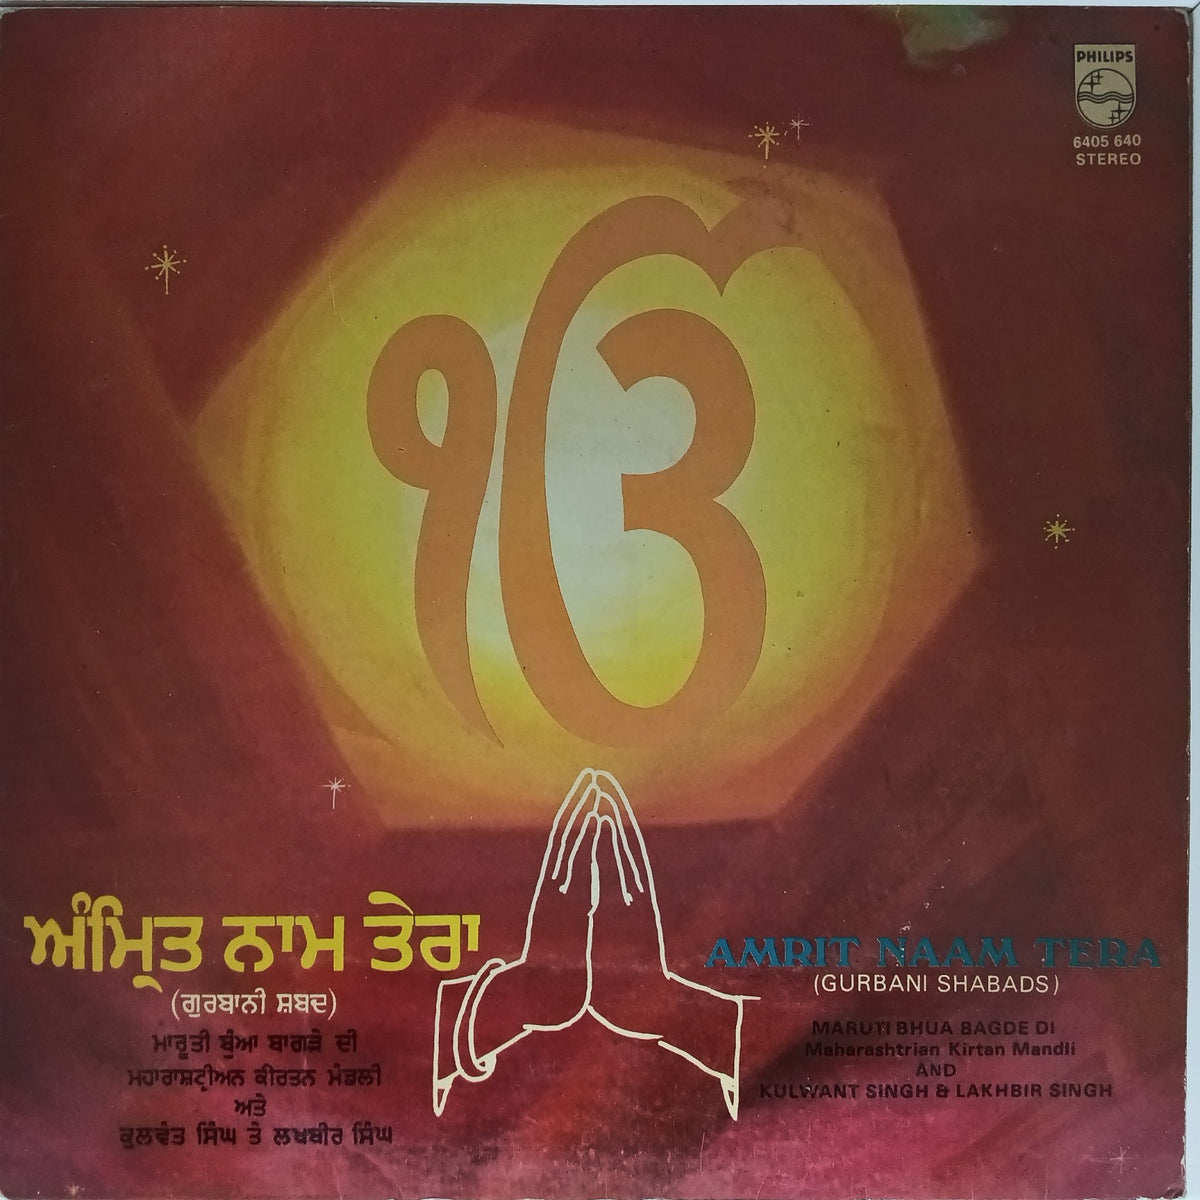 PHILIPS
6405 640
STEREO
ੴ
ਅੰਮ੍ਰਿਤ ਨਾਮ ਤੇਰਾ
(ਗੁਰਬਾਨੀ ਸ਼ਬਦ)
ਮਾਰੂਤੀ ਬੁੰਆ ਬਾਗੜੇ ਦੀ
ਮਹਾਰਾਸ਼ਟ੍ਰੀਅਨ ਕੀਰਤਨ ਮੰਡਲੀ
ਅਤੇ
ਕੁਲਵੰਤ ਸਿੰਘ ਤੇ ਲਖਬੀਰ ਸਿੰਘ
AMRIT NAAM TERA
(GURBANI SHABADS)
MARUTI BHUA BAGDE DI
Maharashtrian Kirtan Mandli
AND
KULWANT SINGH & LAKHBIR SINGH